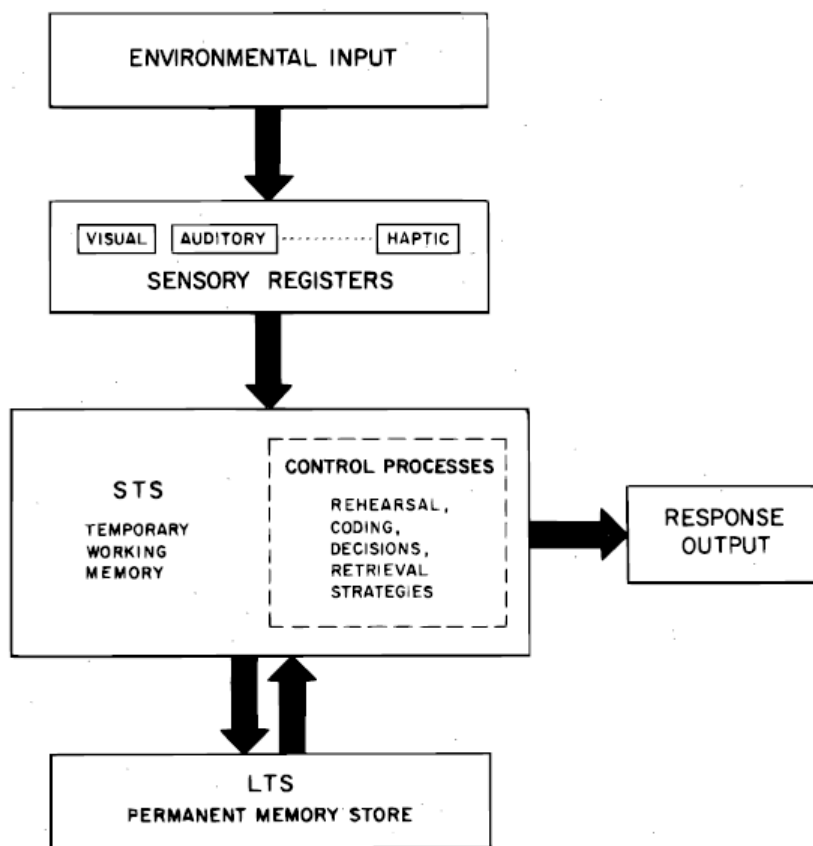 ENVIRONMENTAL INPUT
VISUAL AUDITORY HAPTIC
SENSORY REGISTERS
STS
TEMPORARY
WORKING
MEMORY
CONTROL PROCESSES
REHEARSAL,
CODING,
DECISIONS,
RETRIEVAL
STRATEGIES
RESPONSE
OUTPUT
LTS
PERMANENT MEMORY STORE